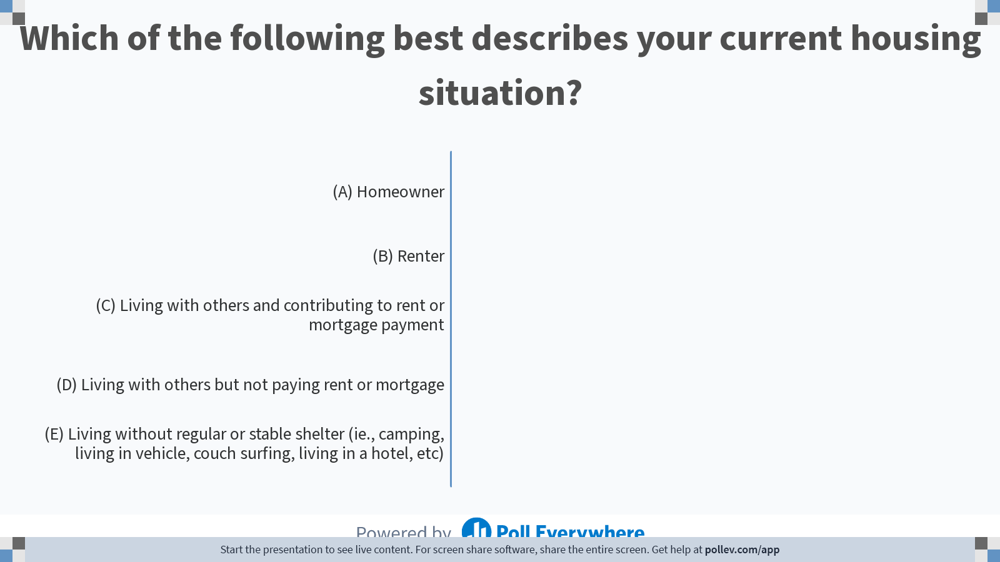 Which of the following best describes your current housing
situation?
(A) Homeowner
(B) Renter
(C) Living with others and contributing to rent or
mortgage payment
(D) Living with others but not paying rent or mortgage
(E) Living without regular or stable shelter (ie., camping,
living in vehicle, couch surfing, living in a hotel, etc)
Powered by Poll Everywhere
Start the presentation to see live content. For screen share software, share the entire screen. Get help at pollev.com/app